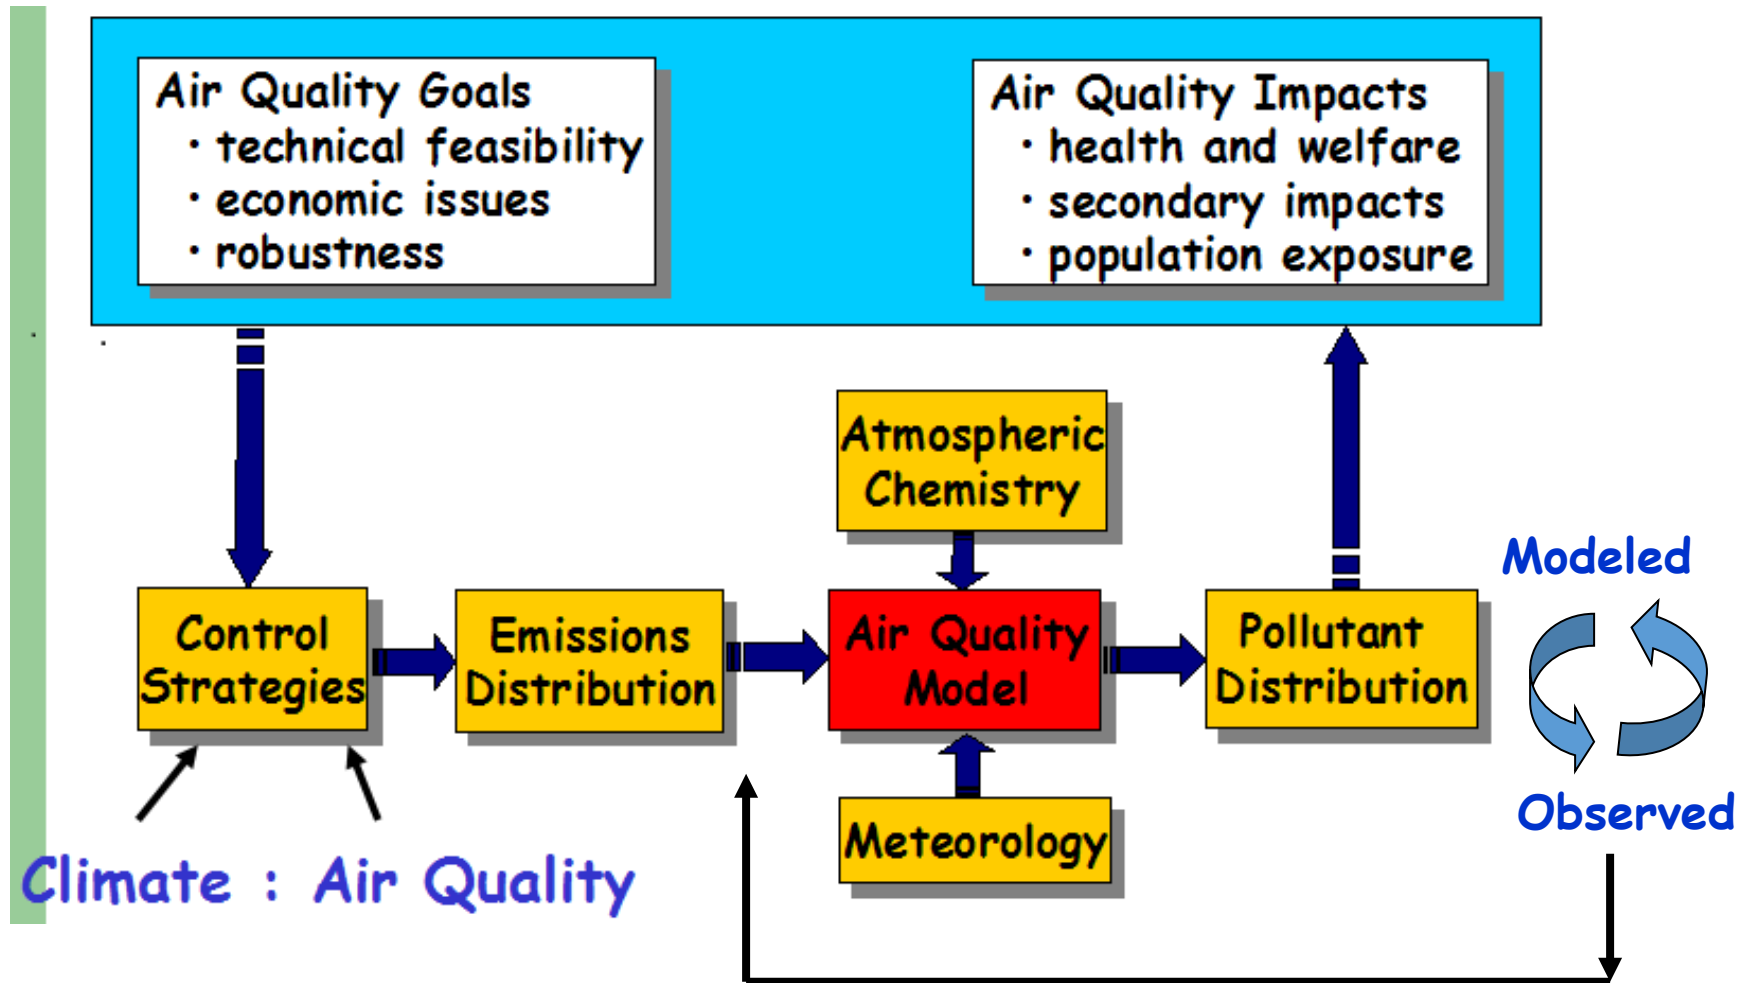 Air Quality Goals
· technical feasibility
· economic issues
· robustness
Air Quality Impacts
· health and welfare
· secondary impacts
· population exposure
Atmospheric
Chemistry
Control
Strategies
Emissions
Distribution
Air Quality
Model
Pollutant
Distribution
Modeled
Observed
Meteorology
Climate : Air Quality